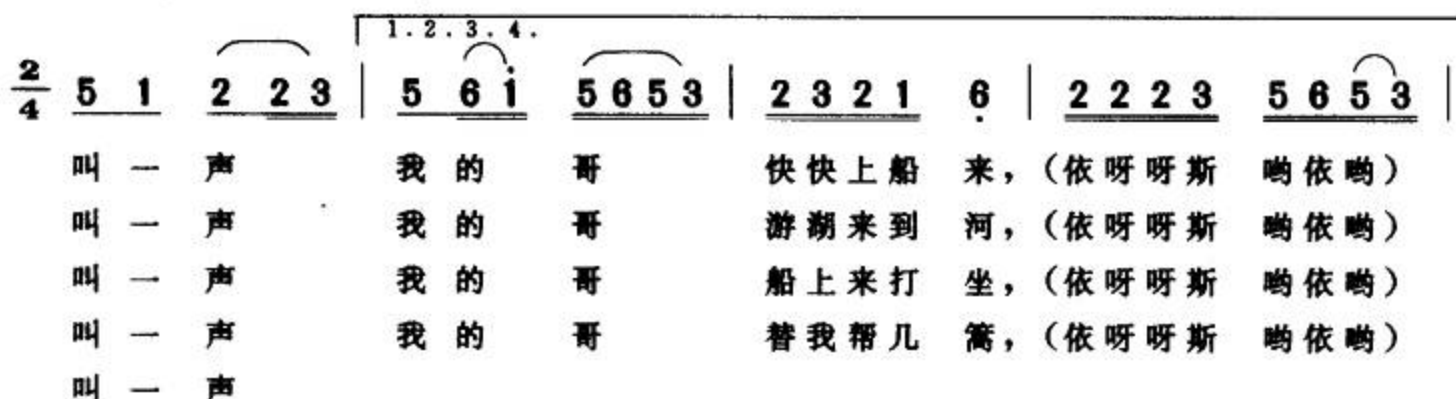 1.2.3.4.
2/4 5 1 2 2 3 | 5 6 1̇ 5 6 5 3 | 2 3 2 1 6̣ | 2 2 2 3 5 6 5 3 |
叫 一 声 我 的 哥 快 快 上 船 来，（依 呀 呀 斯 哟 依 哟）
叫 一 声 我 的 哥 游 湖 来 到 河，（依 呀 呀 斯 哟 依 哟）
叫 一 声 我 的 哥 船 上 来 打 坐，（依 呀 呀 斯 哟 依 哟）
叫 一 声 我 的 哥 替 我 帮 几 篙，（依 呀 呀 斯 哟 依 哟）
叫 一 声